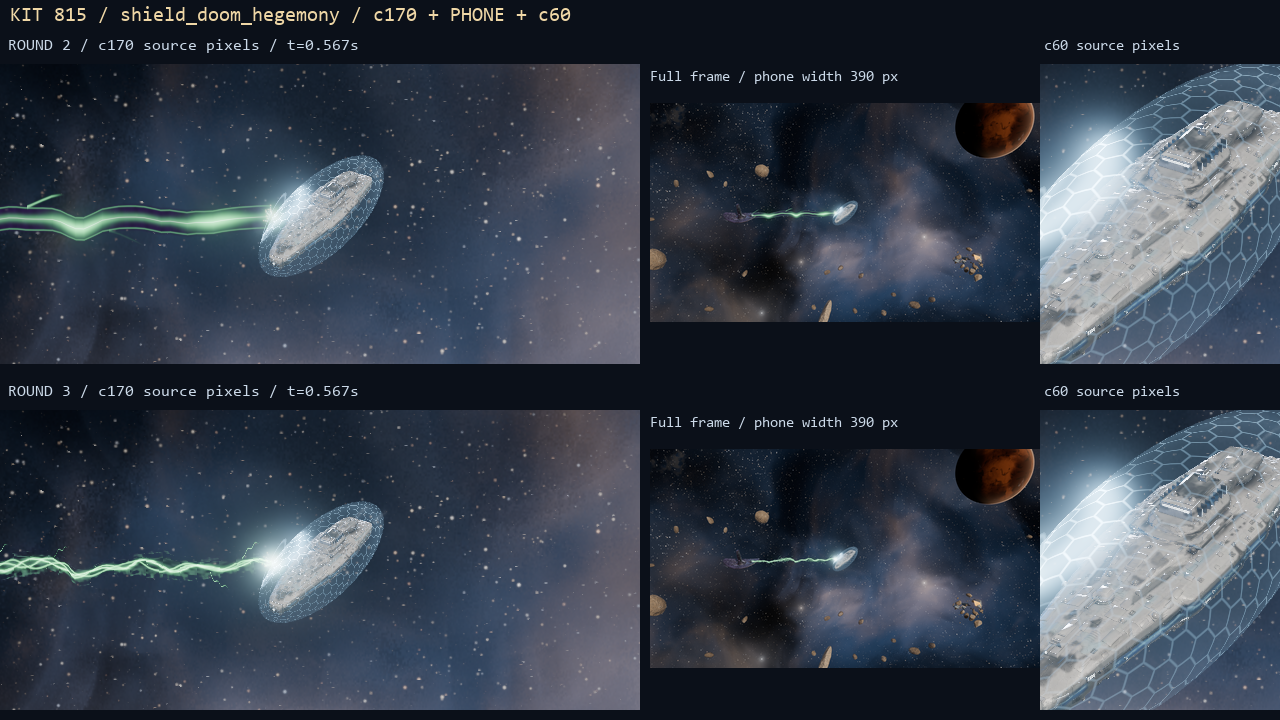 KIT 815 / shield_doom_hegemony / c170 + PHONE + c60
ROUND 2 / c170 source pixels / t=0.567s
Full frame / phone width 390 px
c60 source pixels
ROUND 3 / c170 source pixels / t=0.567s
Full frame / phone width 390 px
c60 source pixels